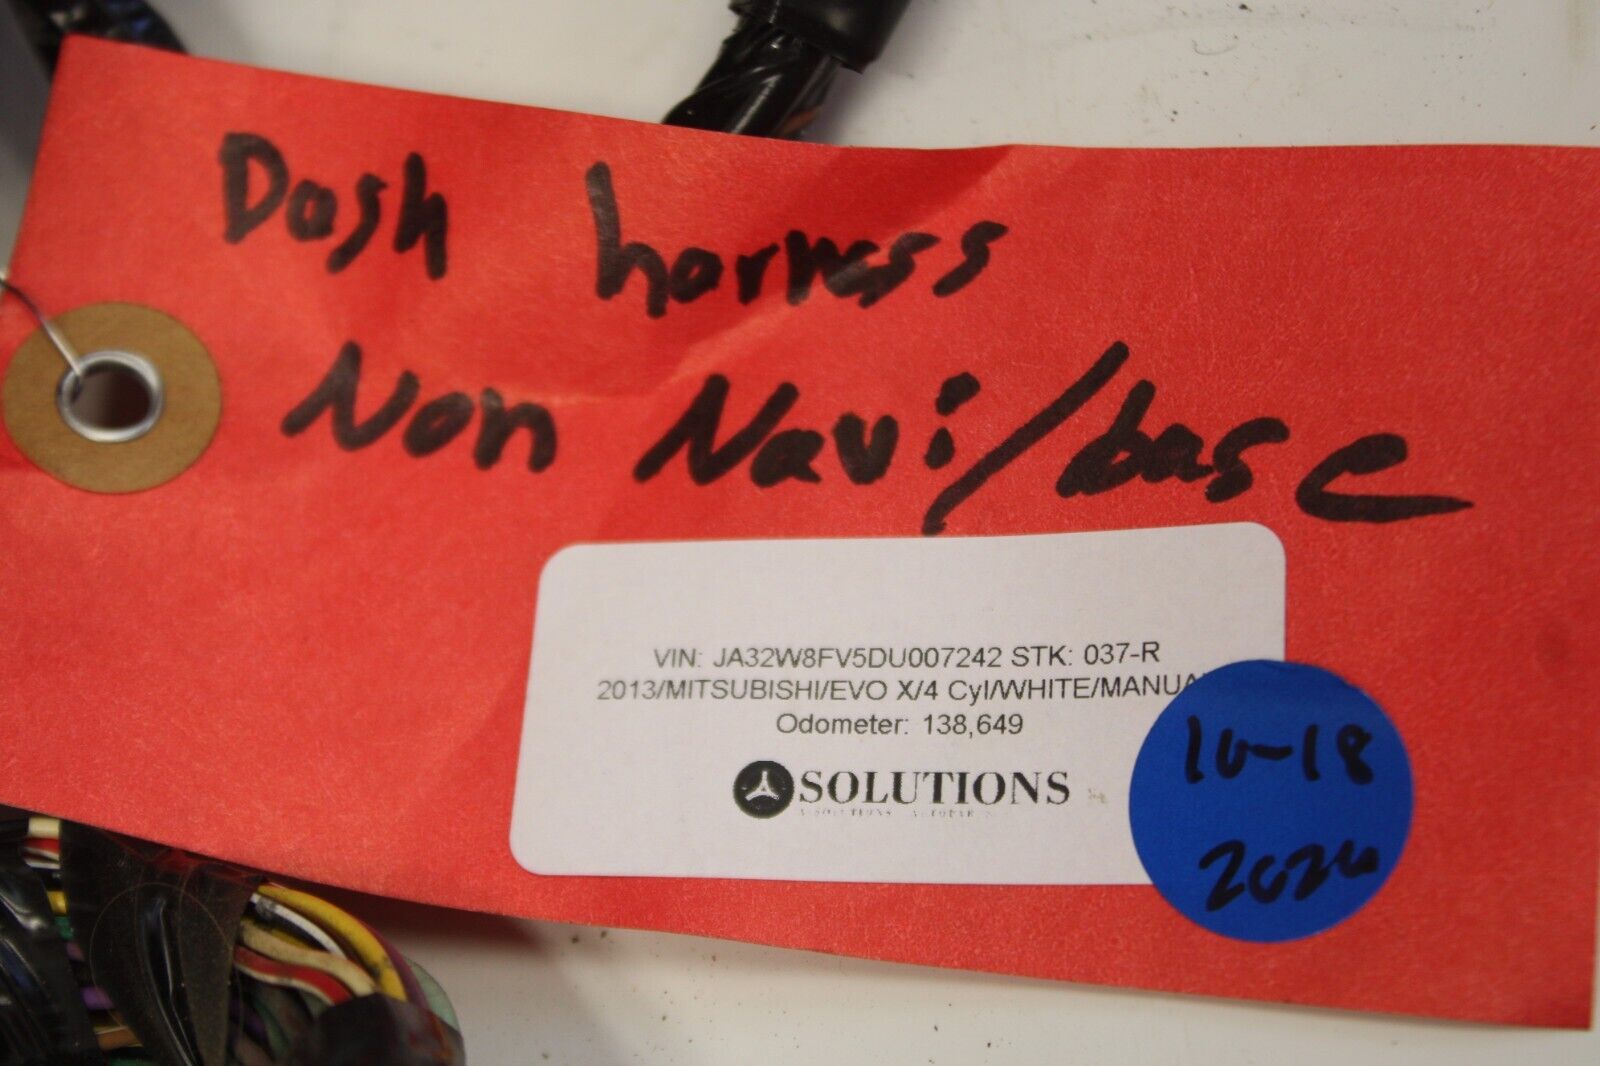 Dash harness
Non Navi/base
VIN: JA32W8FV5DU007242 STK: 037-R
2013/MITSUBISHI/EVO X/4 Cyl/WHITE/MANUA
Odometer: 138,649
SOLUTIONS
10-18